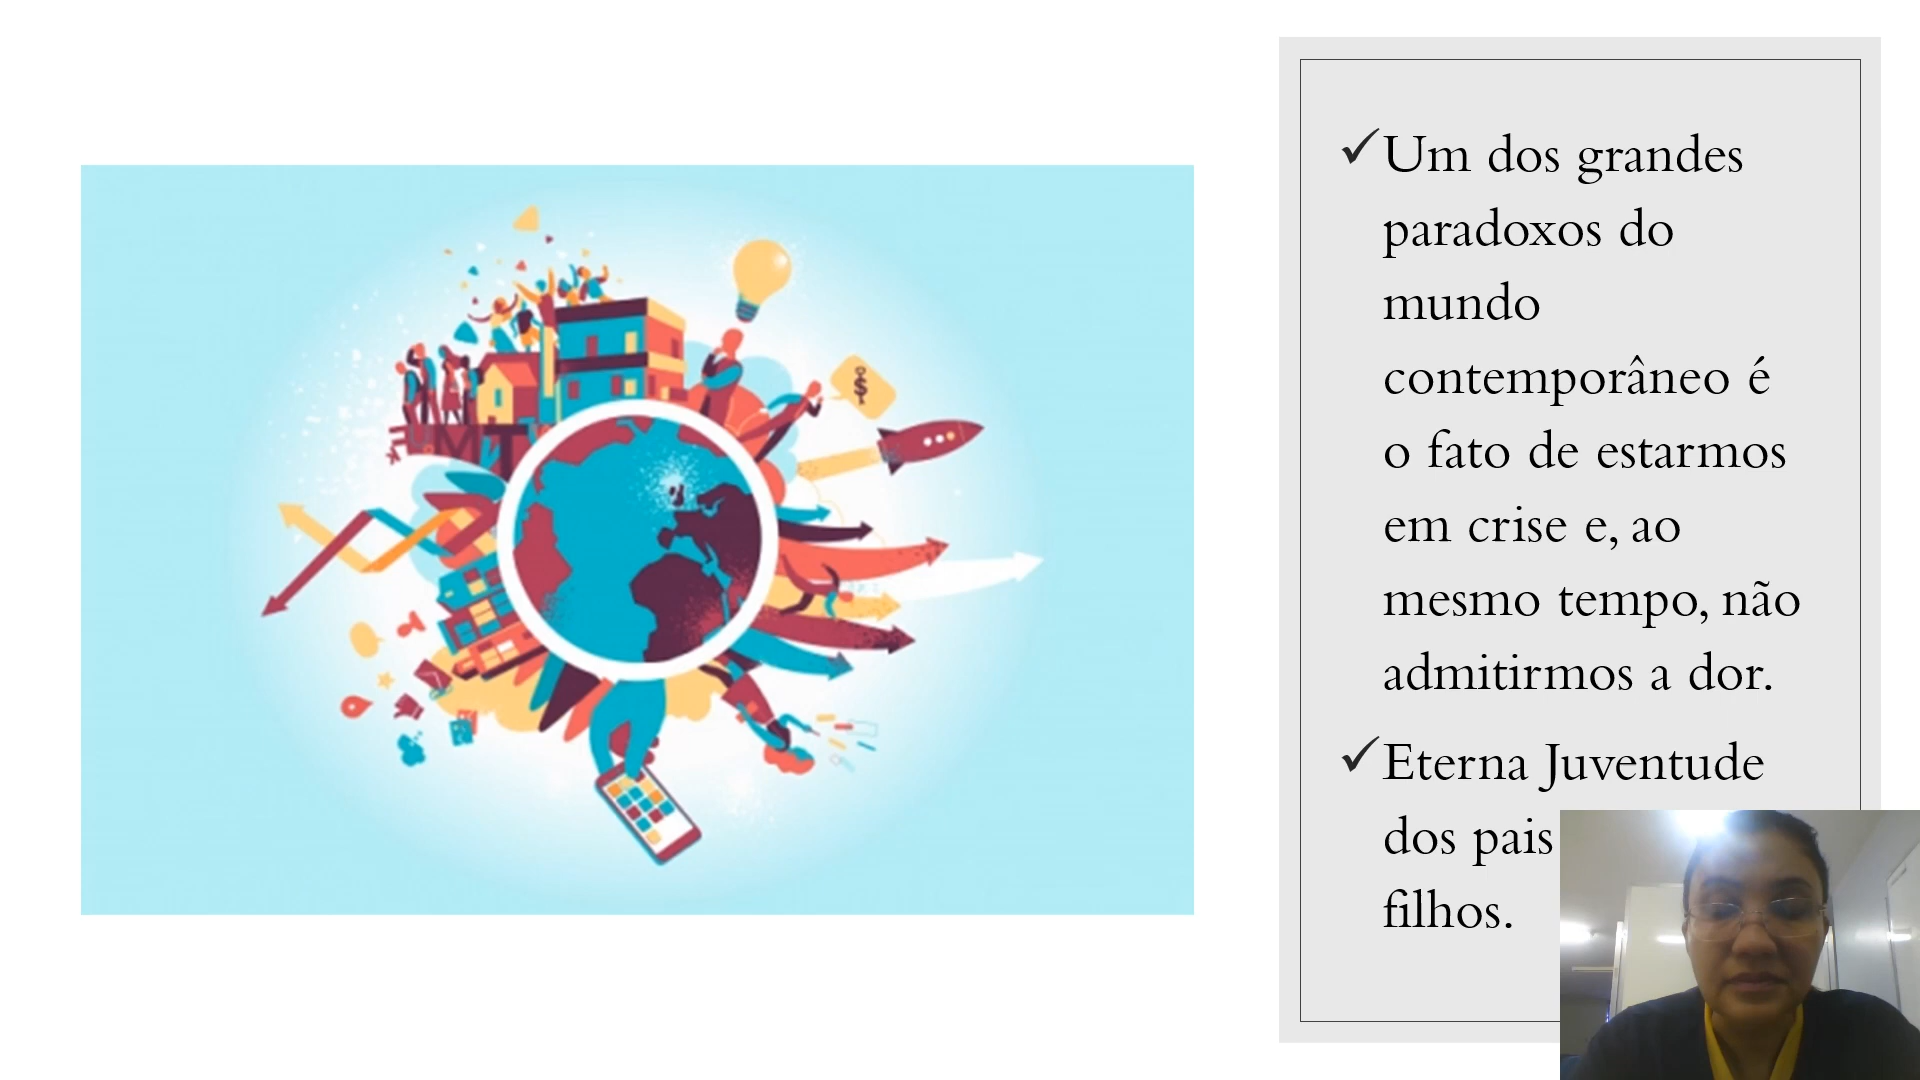 Um dos grandes
paradoxos do
mundo
contemporâneo é
o fato de estarmos
em crise e, ao
mesmo tempo, não
admitirmos a dor.
Eterna Juventude
dos pais
filhos.
$